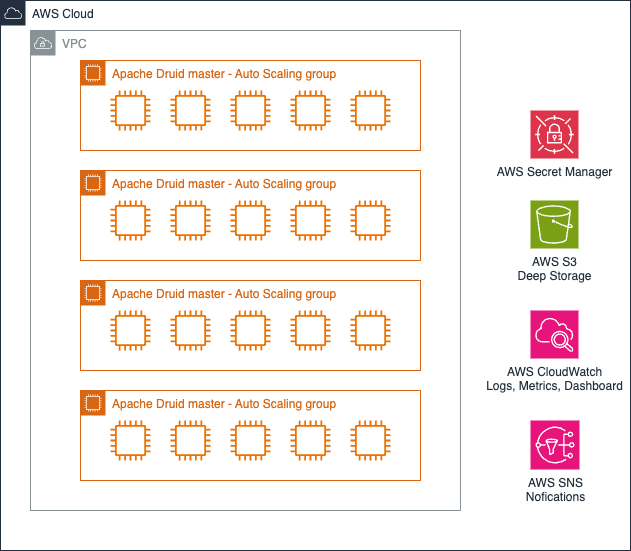 AWS Cloud
VPC
Apache Druid master - Auto Scaling group
Apache Druid master - Auto Scaling group
Apache Druid master - Auto Scaling group
Apache Druid master - Auto Scaling group
AWS Secret Manager
AWS S3
Deep Storage
AWS CloudWatch
Logs, Metrics, Dashboard
AWS SNS
Nofications